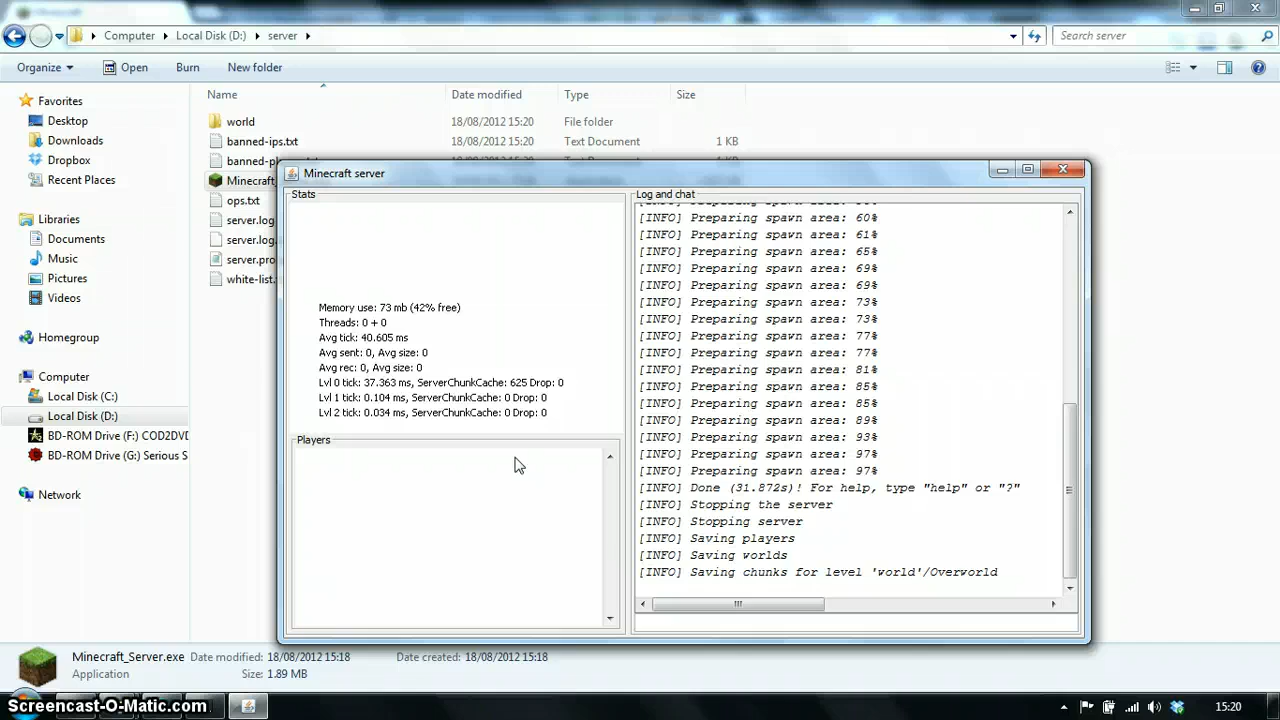 Computer Local Disk (D:) server
Search server
Organize Open Burn New folder
Name Date modified Type Size
Favorites
Desktop
Downloads
Dropbox
Recent Places
Libraries
Documents
Music
Pictures
Videos
Homegroup
Computer
Local Disk (C:)
Local Disk (D:)
BD-ROM Drive (F:) COD2DVD
BD-ROM Drive (G:) Serious S
Network
world 18/08/2012 15:20 File folder
banned-ips.txt 18/08/2012 15:20 Text Document 1 KB
Minecraft
ops.txt
server.log
server.log
server.pro
white-list.
Minecraft server
Stats
Memory use: 73 mb (42% free)
Threads: 0 + 0
Avg tick: 40.605 ms
Avg sent: 0, Avg size: 0
Avg rec: 0, Avg size: 0
Lvl 0 tick: 37.363 ms, ServerChunkCache: 625 Drop: 0
Lvl 1 tick: 0.104 ms, ServerChunkCache: 0 Drop: 0
Lvl 2 tick: 0.034 ms, ServerChunkCache: 0 Drop: 0
Players
Log and chat
[INFO] Preparing spawn area: 60%
[INFO] Preparing spawn area: 61%
[INFO] Preparing spawn area: 65%
[INFO] Preparing spawn area: 69%
[INFO] Preparing spawn area: 69%
[INFO] Preparing spawn area: 73%
[INFO] Preparing spawn area: 73%
[INFO] Preparing spawn area: 77%
[INFO] Preparing spawn area: 77%
[INFO] Preparing spawn area: 81%
[INFO] Preparing spawn area: 85%
[INFO] Preparing spawn area: 85%
[INFO] Preparing spawn area: 89%
[INFO] Preparing spawn area: 93%
[INFO] Preparing spawn area: 97%
[INFO] Preparing spawn area: 97%
[INFO] Done (31.872s)! For help, type "help" or "?"
[INFO] Stopping the server
[INFO] Stopping server
[INFO] Saving players
[INFO] Saving worlds
[INFO] Saving chunks for level 'world'/Overworld
Minecraft_Server.exe Date modified: 18/08/2012 15:18 Date created: 18/08/2012 15:18
Application Size: 1.89 MB
Screencast-O-Matic.com
15:20